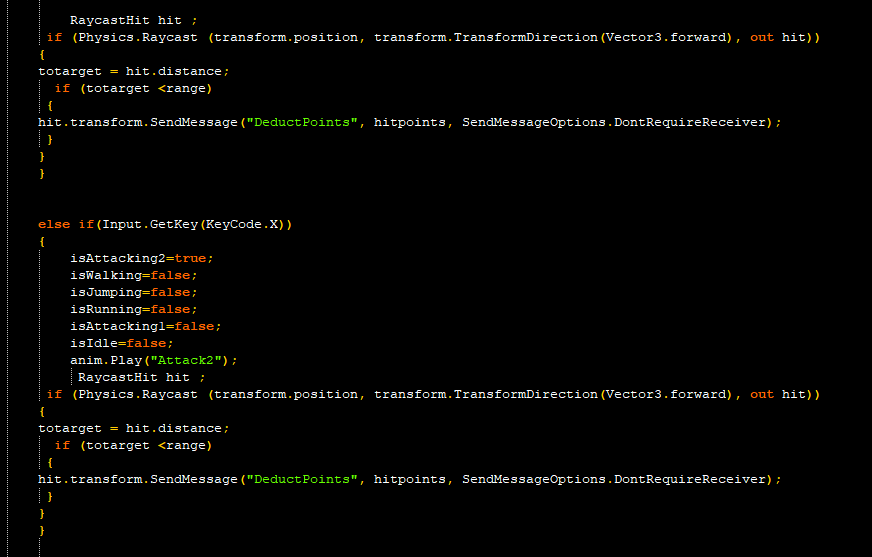 RaycastHit hit ;
if (Physics.Raycast (transform.position, transform.TransformDirection(Vector3.forward), out hit))
{
totarget = hit.distance;
if (totarget <range)
{
hit.transform.SendMessage("DeductPoints", hitpoints, SendMessageOptions.DontRequireReceiver);
}
}
}
else if(Input.GetKey(KeyCode.X))
{
isAttacking2=true;
isWalking=false;
isJumping=false;
isRunning=false;
isAttacking1=false;
isIdle=false;
anim.Play("Attack2");
RaycastHit hit ;
if (Physics.Raycast (transform.position, transform.TransformDirection(Vector3.forward), out hit))
{
totarget = hit.distance;
if (totarget <range)
{
hit.transform.SendMessage("DeductPoints", hitpoints, SendMessageOptions.DontRequireReceiver);
}
}
}